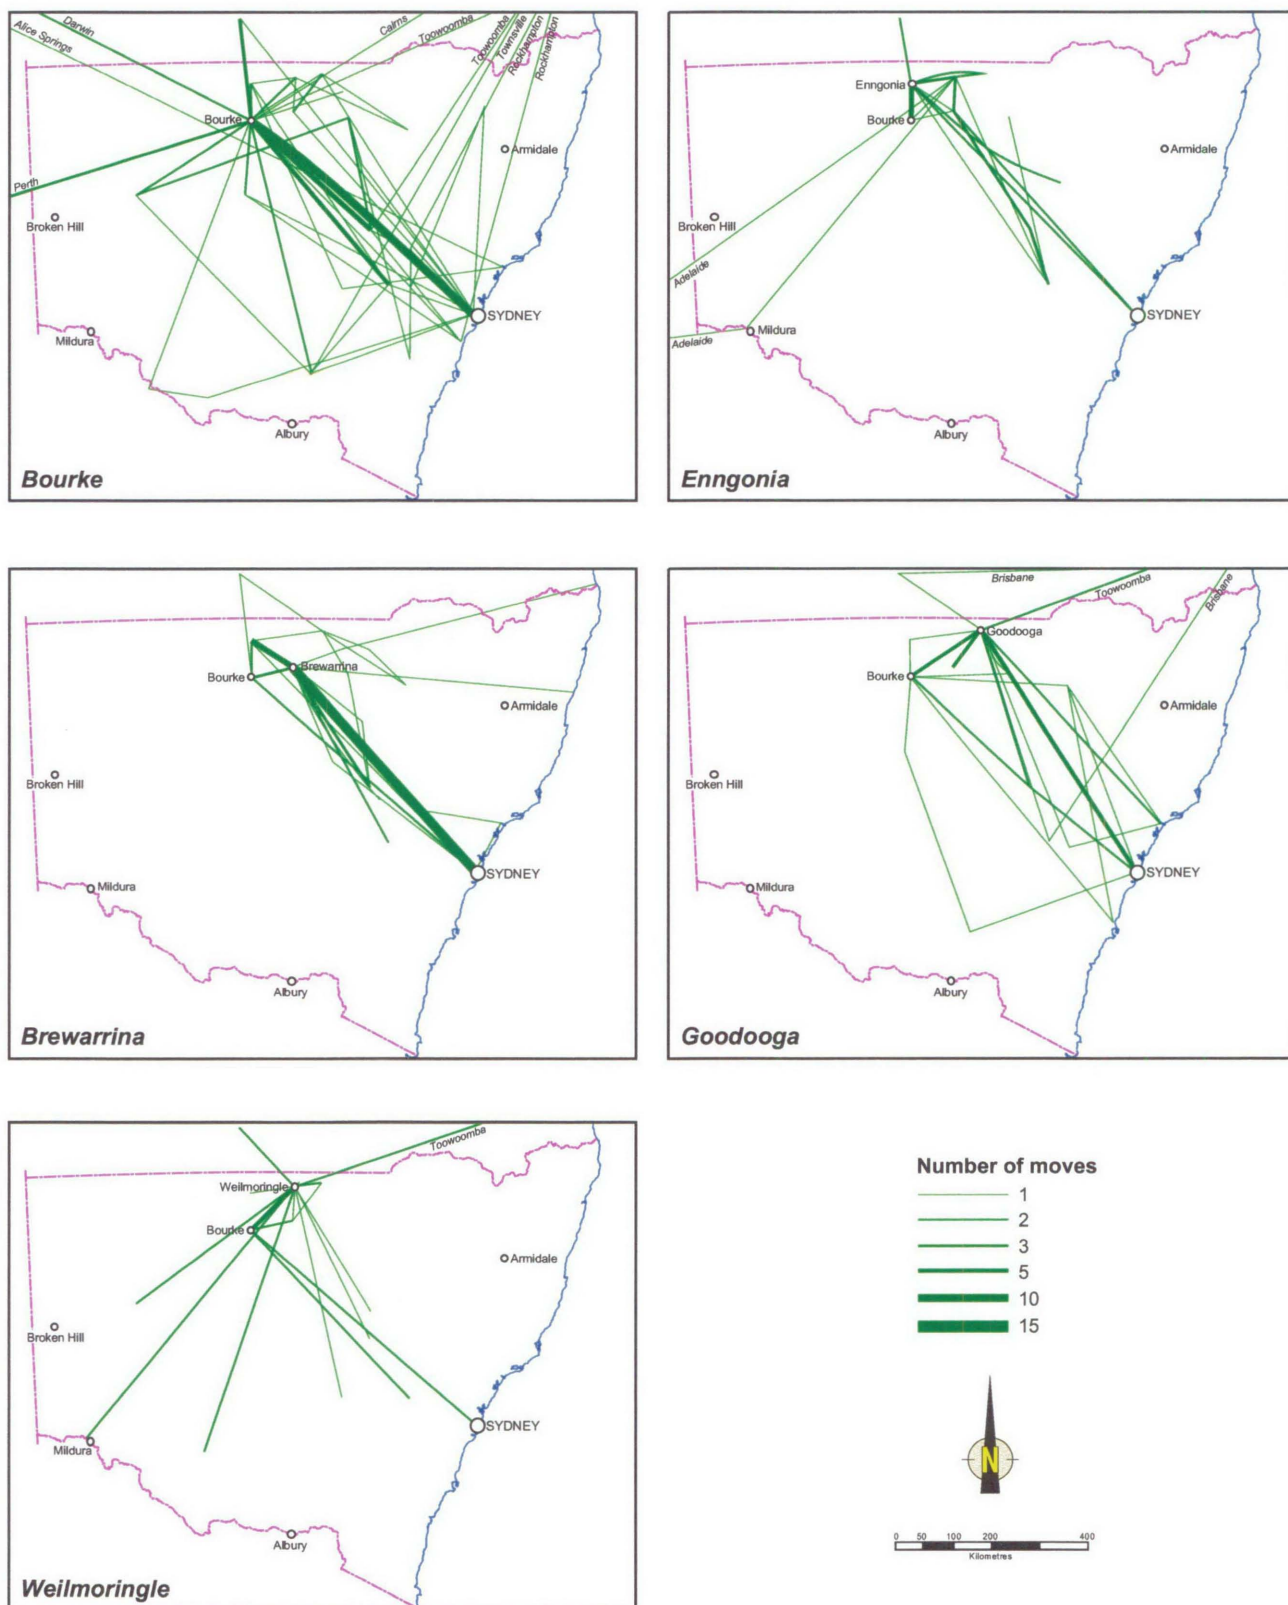 Alice Springs
Darwin
Cairns
Toowoomba
Toowoomba
Townsville
Rockhampton
Rockhampton
Bourke
Armidale
Perth
Broken Hill
SYDNEY
Mildura
Albury
Bourke
Enngonia
Bourke
Armidale
Broken Hill
Adelaide
SYDNEY
Mildura
Adelaide
Albury
Enngonia
Brewarrina
Bourke
Armidale
Broken Hill
SYDNEY
Mildura
Albury
Brewarrina
Brisbane
Toowoomba
Brisbane
Goodooga
Bourke
Armidale
Broken Hill
SYDNEY
Mildura
Albury
Goodooga
Toowoomba
Weilmoringle
Bourke
Armidale
Broken Hill
SYDNEY
Mildura
Albury
Weilmoringle
Number of moves
1
2
3
5
10
15
N
0 50 100 200 400
Kilometres